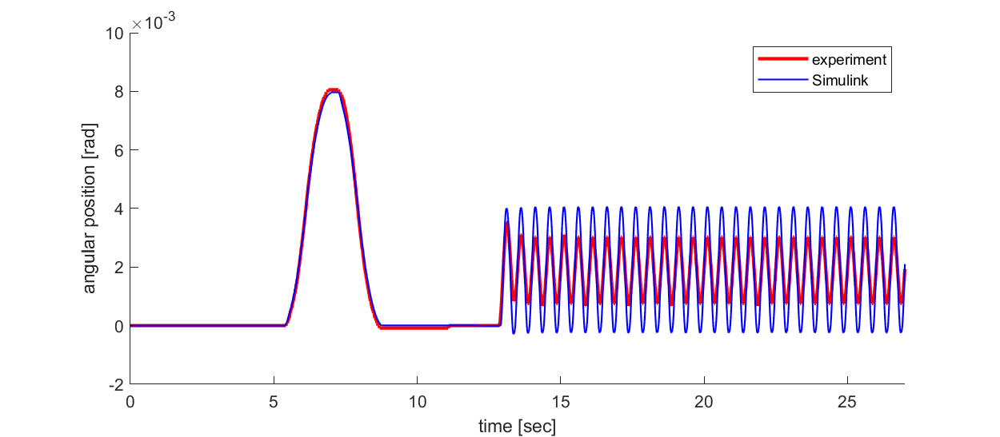 ×10⁻³
10
8
6
4
2
0
-2
angular position [rad]
0 5 10 15 20 25
time [sec]
experiment
Simulink